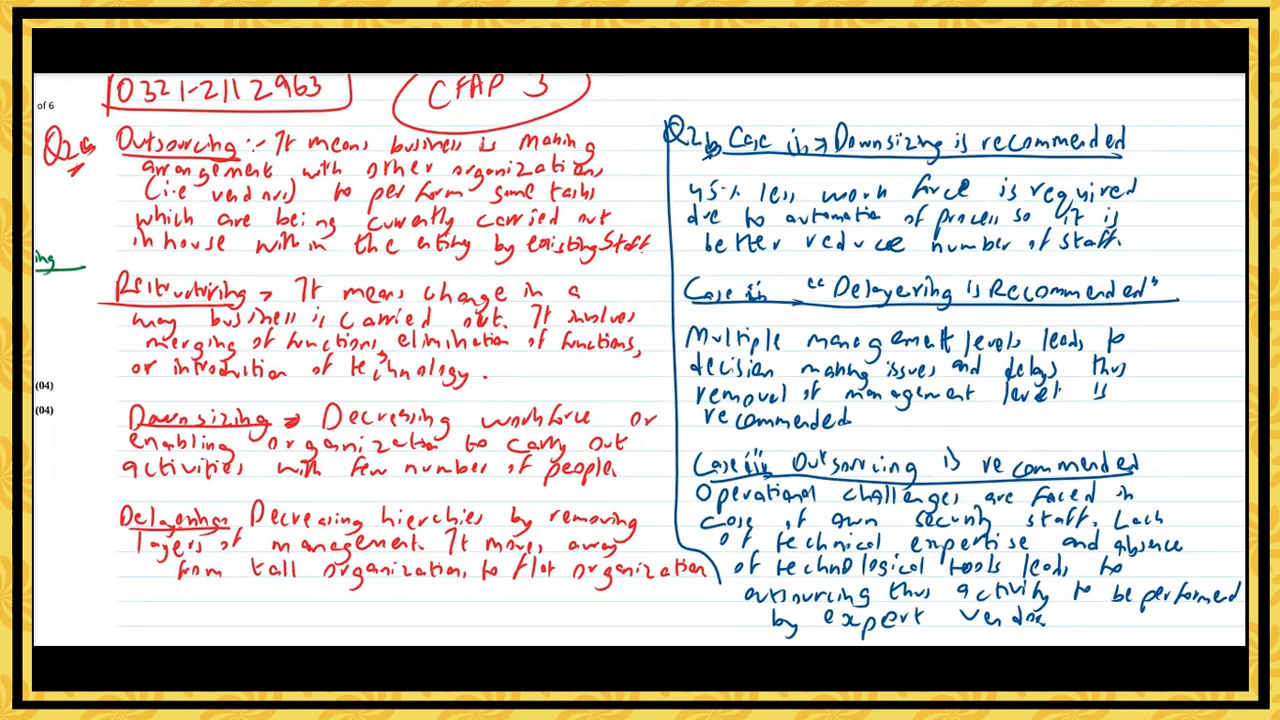 0321-2112963
CFAP 3
of 6
Q2a Outsourcing :- It means business is making
arrangement with other organizations
(i.e vendors) to perform some tasks
which are being currently carried out
in house within the entity by existing staff.
ing
Restructuring → It means change in a
way business is carried out. It involves
merging of functions, elimination of functions,
or introduction of technology.
(04)
(04)
Downsizing → Decreasing workforce or
enabling organization to carry out
activities with few number of people
Decreasing hierchies by removing
layers of management. It moves away
from tall organization, to flat organization
Q2 b Case i → Downsizing is recommended
45% less work force is required
due to automation of process so it is
better reduce number of staff.
Case ii "Delayering is Recommended"
Multiple management levels leads to
decision making issues and delays thus
removal of management level is
recommended
Case iii Outsourcing is recommended
Operational challenges are faced in
case of own security staff. Lack
of technical expertise and absence
of technological tools leads to
outsourcing thus activity to be performed
by expert vendor